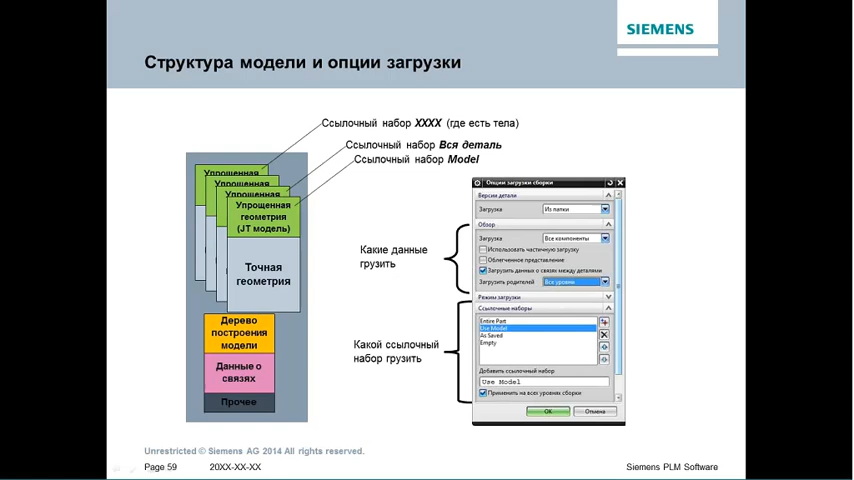 SIEMENS
Структура модели и опции загрузки
Ссылочный набор XXXX (где есть тела)
Ссылочный набор Вся деталь
Ссылочный набор Model
Упрощенная
Упрощенная
Упрощенная
Упрощенная
геометрия
(JT модель)
Точная
геометрия
Дерево
построения
модели
Данные о
связях
Прочее
Какие данные
грузить
Какой ссылочный
набор грузить
Опции загрузки сборки
Версии детали
Загрузка
Из папки
Обзор
Загрузка
Все компоненты
Использовать частичную загрузку
Облегченное представление
Загрузить данные о связях между деталями
Загрузить родителей
Все уровни
Режим загрузки
Ссылочные наборы
Entire Part
Use Model
As Saved
Empty
Добавить ссылочный набор
Use Model
Применить на всех уровнях сборки
OK
Отмена
Unrestricted © Siemens AG 2014 All rights reserved.
Page 59
20XX-XX-XX
Siemens PLM Software